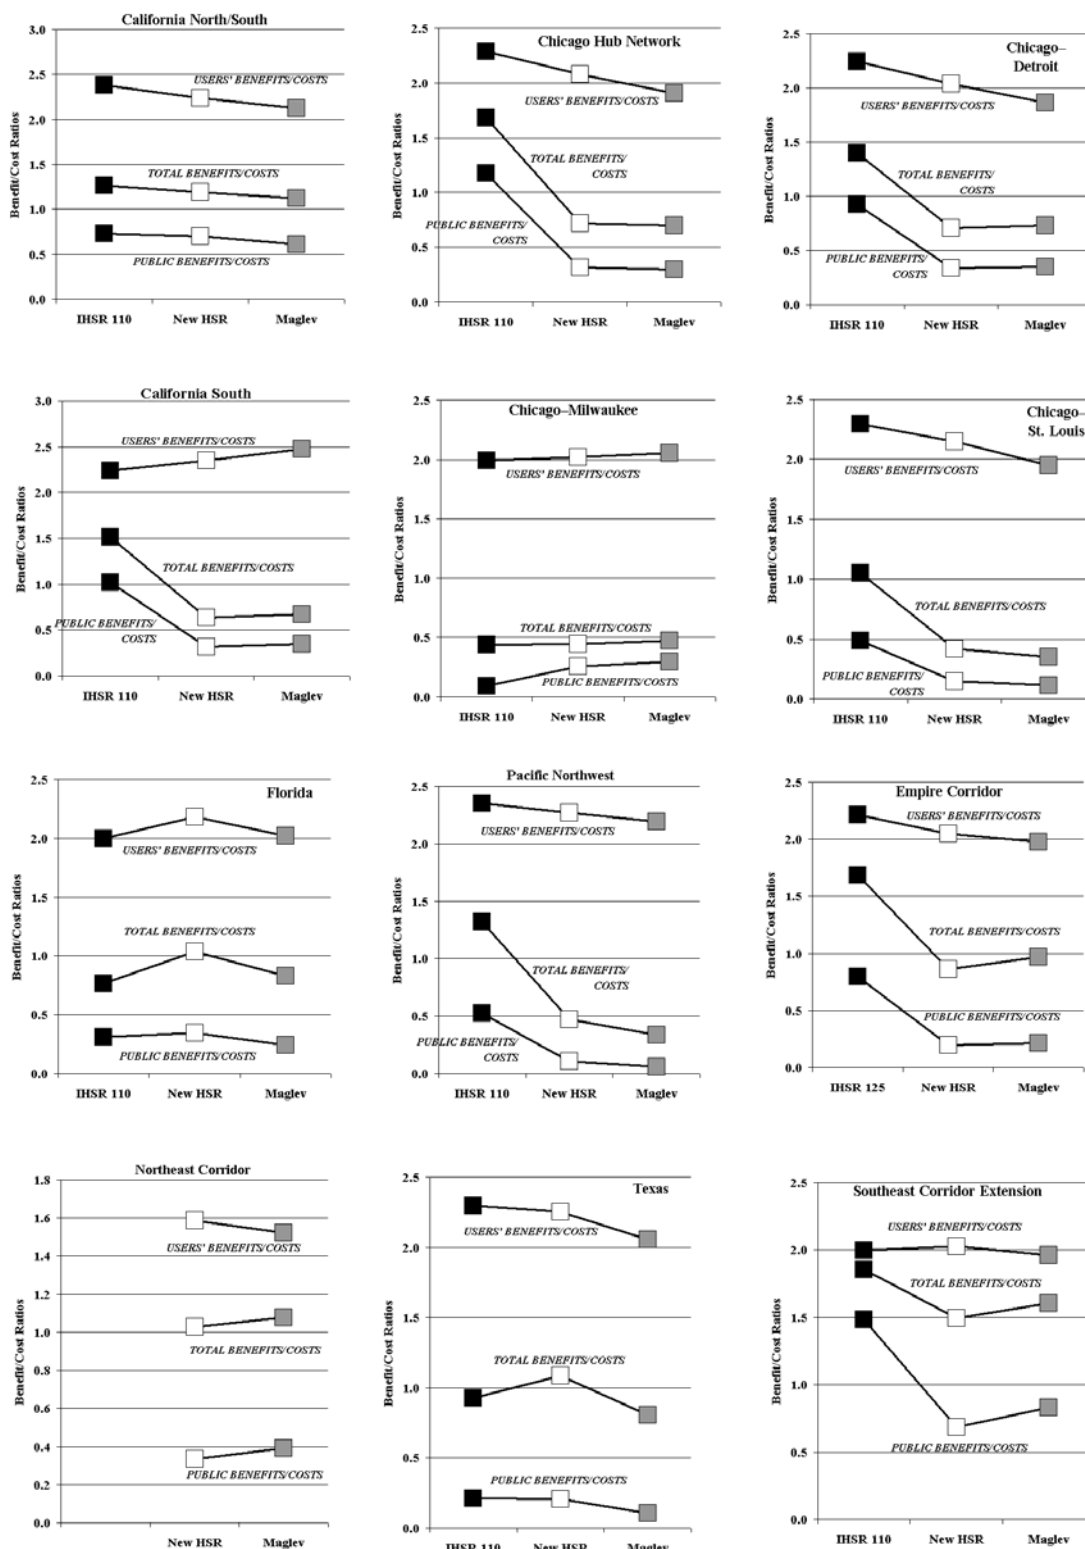 California North/South
3.0
2.5
2.0
1.5
1.0
0.5
0.0
Benefit/Cost Ratios
USERS' BENEFITS/COSTS
TOTAL BENEFITS/COSTS
PUBLIC BENEFITS/COSTS
IHSR 110 New HSR Maglev
Chicago Hub Network
2.5
2.0
1.5
1.0
0.5
0.0
Benefit/Cost Ratios
USERS' BENEFITS/COSTS
TOTAL BENEFITS/
COSTS
PUBLIC BENEFITS/
COSTS
IHSR 110 New HSR Maglev
Chicago–
Detroit
2.5
2.0
1.5
1.0
0.5
0.0
Benefit/Cost Ratios
USERS' BENEFITS/COSTS
TOTAL BENEFITS/
COSTS
PUBLIC BENEFITS/
COSTS
IHSR 110 New HSR Maglev
California South
3.0
2.5
2.0
1.5
1.0
0.5
0.0
Benefit/Cost Ratios
USERS' BENEFITS/COSTS
TOTAL BENEFITS/COSTS
PUBLIC BENEFITS/
COSTS
IHSR 110 New HSR Maglev
Chicago–Milwaukee
2.5
2.0
1.5
1.0
0.5
0.0
Benefit/Cost Ratios
USERS' BENEFITS/COSTS
TOTAL BENEFITS/COSTS
PUBLIC BENEFITS/COSTS
IHSR 110 New HSR Maglev
Chicago–
St. Louis
2.5
2.0
1.5
1.0
0.5
0.0
Benefit/Cost Ratios
USERS' BENEFITS/COSTS
TOTAL BENEFITS/COSTS
PUBLIC BENEFITS/
COSTS
IHSR 110 New HSR Maglev
Florida
2.5
2.0
1.5
1.0
0.5
0.0
Benefit/Cost Ratios
USERS' BENEFITS/COSTS
TOTAL BENEFITS/COSTS
PUBLIC BENEFITS/COSTS
IHSR 110 New HSR Maglev
Pacific Northwest
2.5
2.0
1.5
1.0
0.5
0.0
Benefit/Cost Ratios
USERS' BENEFITS/COSTS
TOTAL BENEFITS/
COSTS
PUBLIC BENEFITS/
COSTS
IHSR 110 New HSR Maglev
Empire Corridor
2.5
2.0
1.5
1.0
0.5
0.0
Benefit/Cost Ratios
USERS' BENEFITS/COSTS
TOTAL BENEFITS/COSTS
PUBLIC BENEFITS/COSTS
IHSR 125 New HSR Maglev
Northeast Corridor
1.8
1.6
1.4
1.2
1.0
0.8
0.6
0.4
0.2
0.0
Benefit/Cost Ratios
USERS' BENEFITS/COSTS
TOTAL BENEFITS/COSTS
PUBLIC BENEFITS/COSTS
New HSR Maglev
Texas
2.5
2.0
1.5
1.0
0.5
0.0
Benefit/Cost Ratios
USERS' BENEFITS/COSTS
TOTAL BENEFITS/COSTS
PUBLIC BENEFITS/COSTS
IHSR 110 New HSR Maglev
Southeast Corridor Extension
2.5
2.0
1.5
1.0
0.5
0.0
Benefit/Cost Ratios
USERS' BENEFITS/COSTS
TOTAL BENEFITS/COSTS
PUBLIC BENEFITS/COSTS
IHSR 110 New HSR Maglev